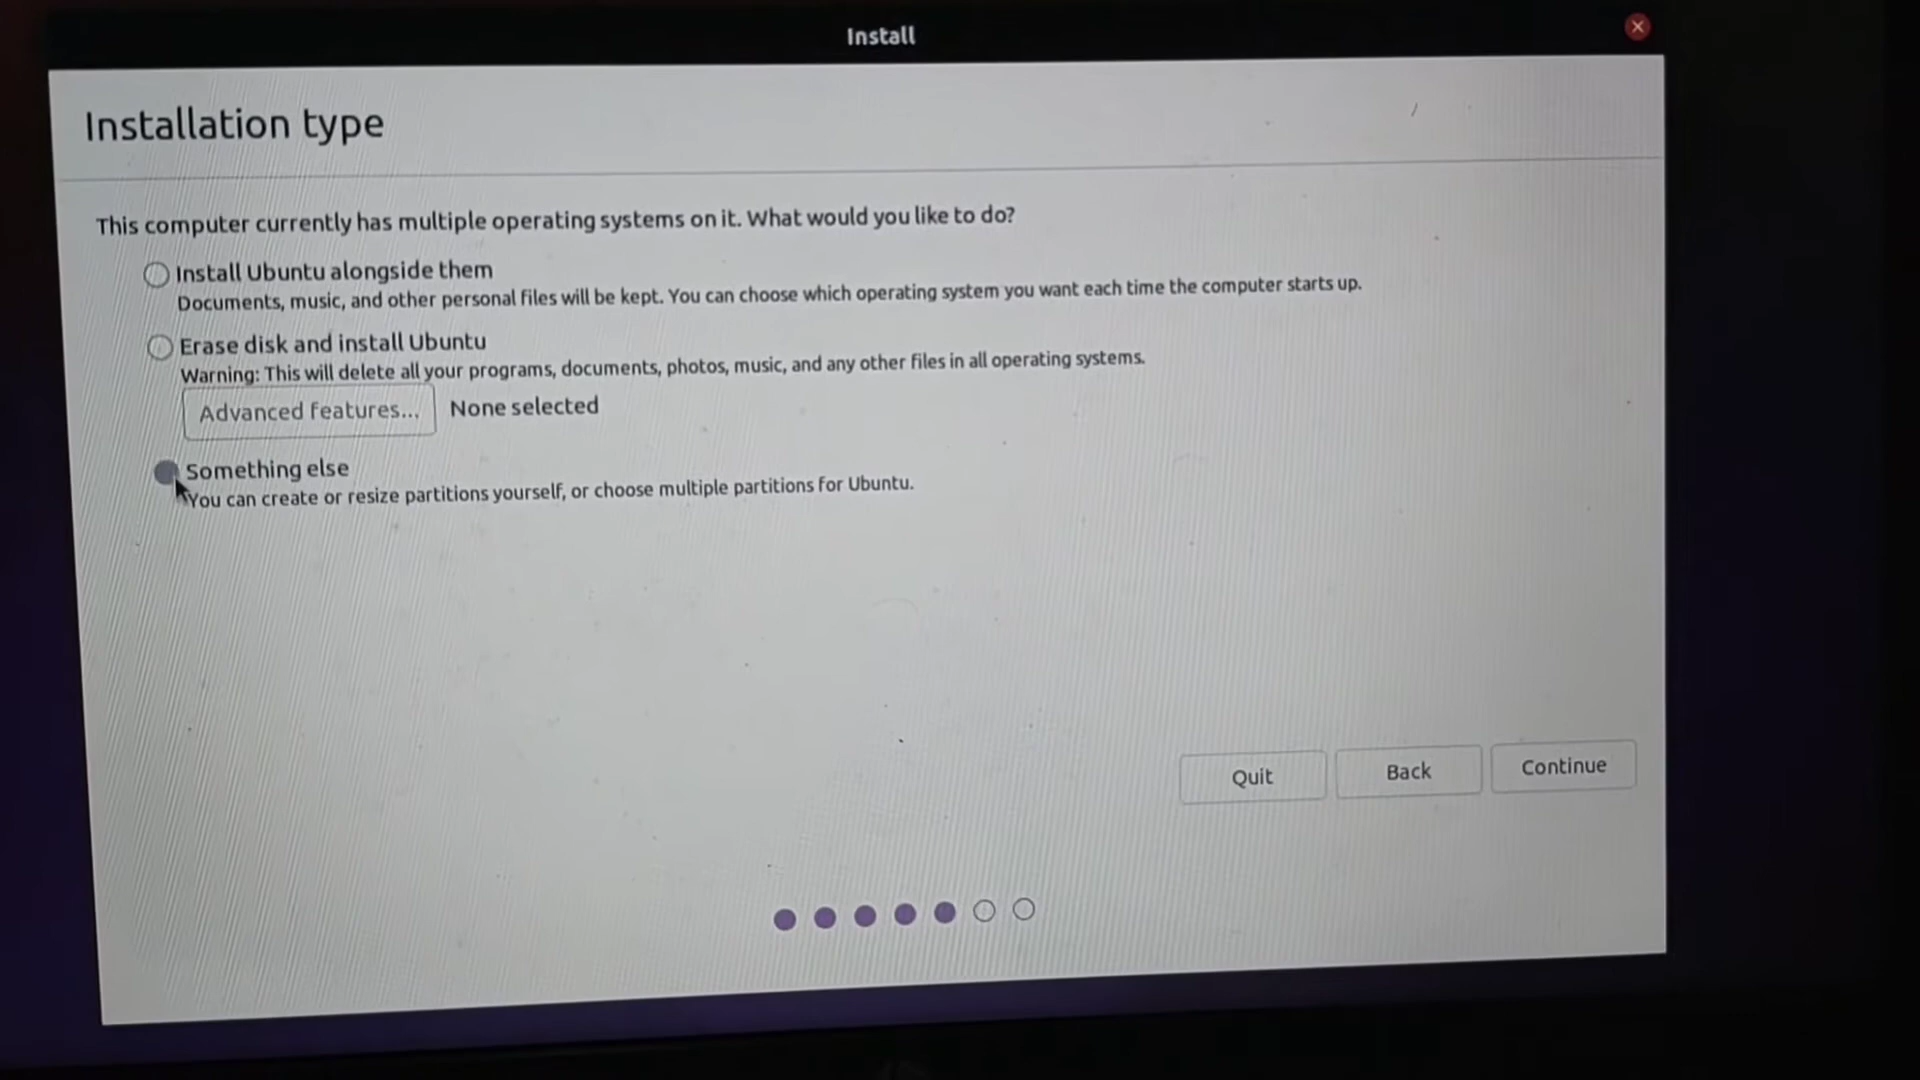 Install
Installation type
This computer currently has multiple operating systems on it. What would you like to do?
Install Ubuntu alongside them
Documents, music, and other personal files will be kept. You can choose which operating system you want each time the computer starts up.
Erase disk and install Ubuntu
Warning: This will delete all your programs, documents, photos, music, and any other files in all operating systems.
Advanced features... None selected
Something else
You can create or resize partitions yourself, or choose multiple partitions for Ubuntu.
Quit Back Continue